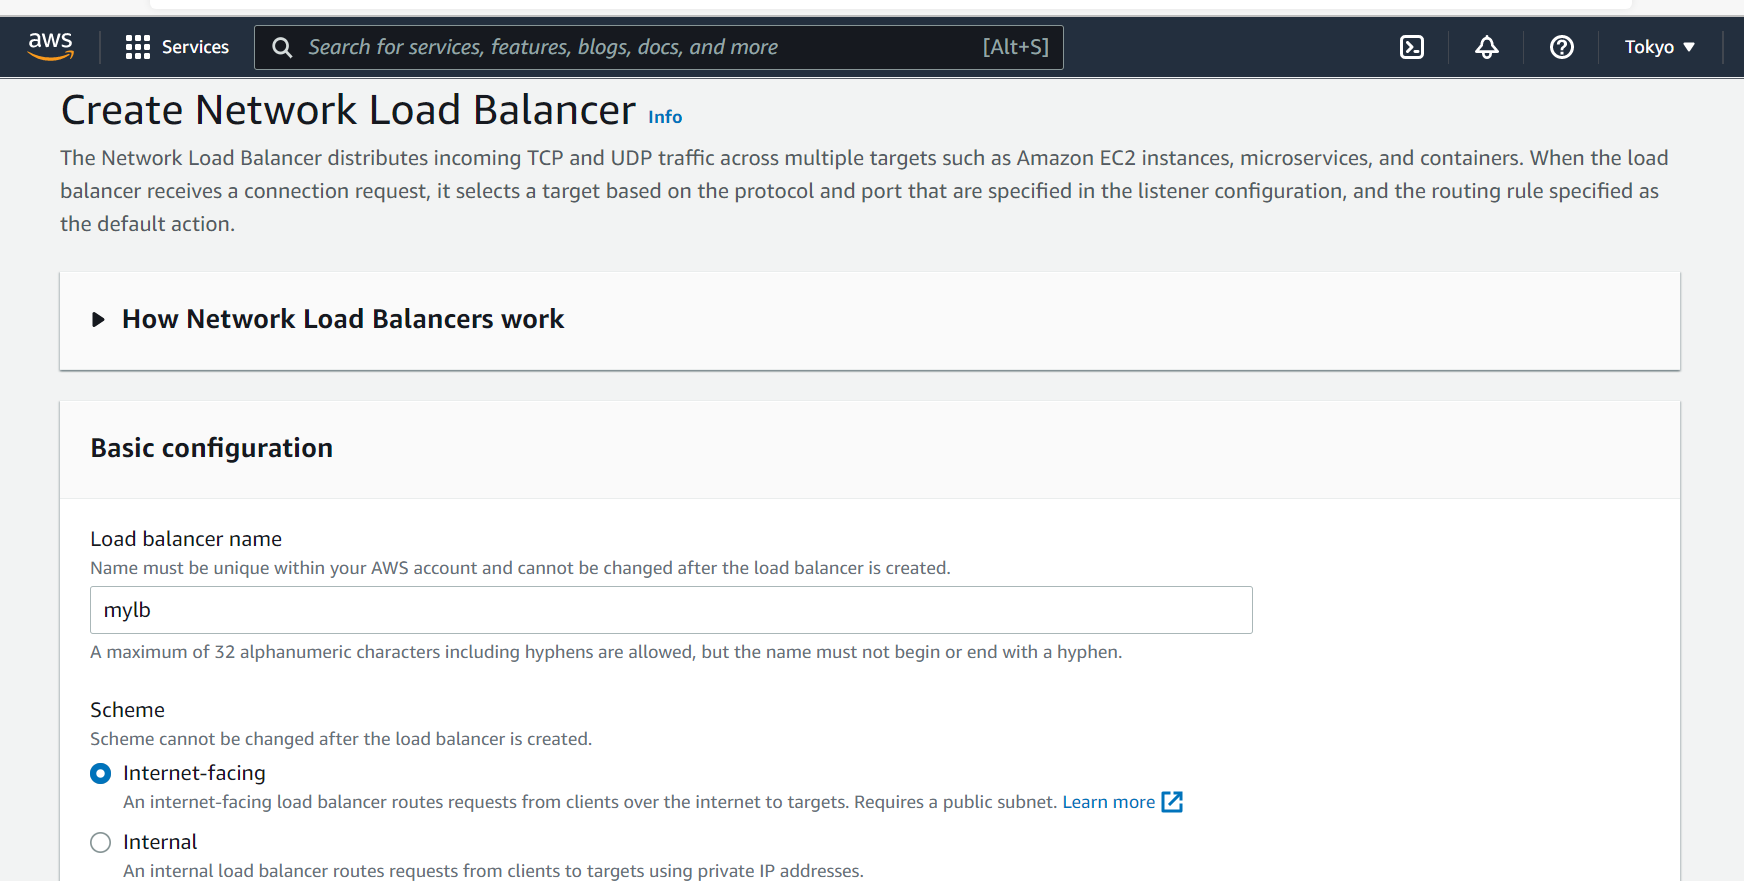 aws Services Search for services, features, blogs, docs, and more [Alt+S] Tokyo ▼
Create Network Load Balancer Info
The Network Load Balancer distributes incoming TCP and UDP traffic across multiple targets such as Amazon EC2 instances, microservices, and containers. When the load
balancer receives a connection request, it selects a target based on the protocol and port that are specified in the listener configuration, and the routing rule specified as
the default action.
How Network Load Balancers work
Basic configuration
Load balancer name
Name must be unique within your AWS account and cannot be changed after the load balancer is created.
mylb
A maximum of 32 alphanumeric characters including hyphens are allowed, but the name must not begin or end with a hyphen.
Scheme
Scheme cannot be changed after the load balancer is created.
Internet-facing
An internet-facing load balancer routes requests from clients over the internet to targets. Requires a public subnet. Learn more
Internal
An internal load balancer routes requests from clients to targets using private IP addresses.